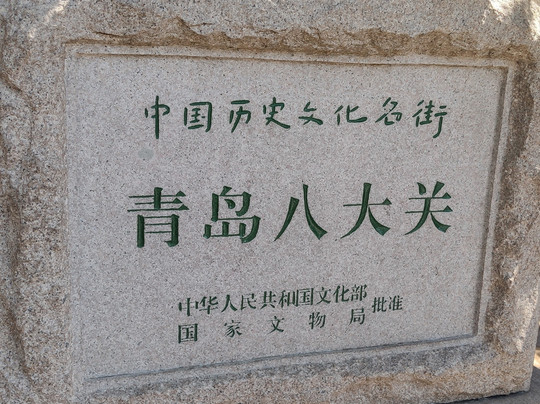 中国历史文化名街
青岛八大关
中华人民共和国文化部
国家文物局 批准